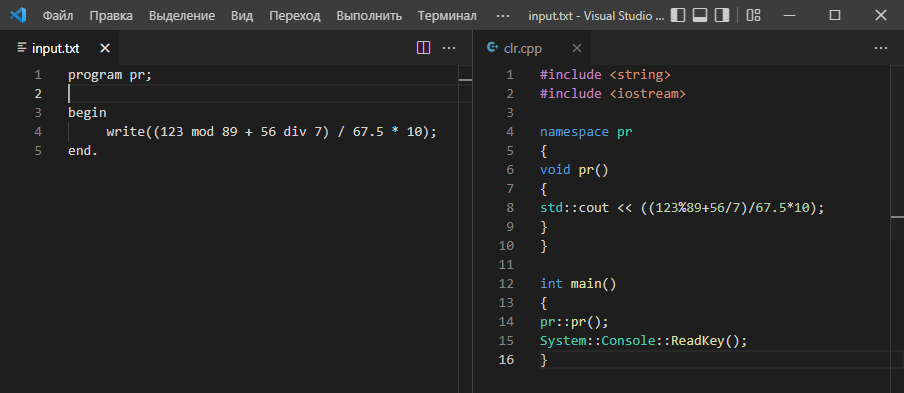 Файл Правка Выделение Вид Переход Выполнить Терминал ··· input.txt - Visual Studio ...
input.txt
1 program pr;
2
3 begin
4 write((123 mod 89 + 56 div 7) / 67.5 * 10);
5 end.
clr.cpp
1 #include <string>
2 #include <iostream>
3
4 namespace pr
5 {
6 void pr()
7 {
8 std::cout << ((123%89+56/7)/67.5*10);
9 }
10 }
11
12 int main()
13 {
14 pr::pr();
15 System::Console::ReadKey();
16 }